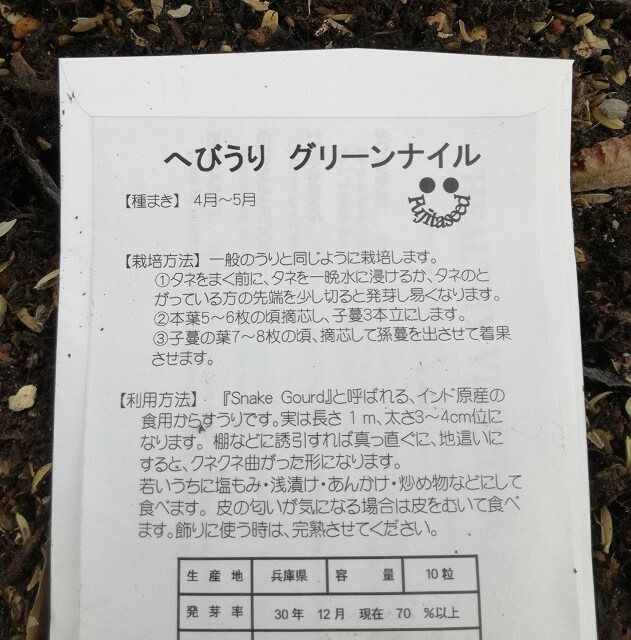 へびうり グリーンナイル
Fujitaseed
【種まき】 4月～5月
【栽培方法】 一般のうりと同じように栽培します。
①タネをまく前に、タネを一晩水に浸けるか、タネのと
がっている方の先端を少し切ると発芽し易くなります。
②本葉5～6枚の頃摘芯し、子蔓3本立にします。
③子蔓の葉7～8枚の頃、摘芯して孫蔓を出させて着果
させます。
【利用方法】 『Snake Gourd』と呼ばれる、インド原産の
食用からすうりです。実は長さ1m、太さ3～4cm位に
なります。棚などに誘引すれば真っ直ぐに、地這いに
すると、クネクネ曲がった形になります。
若いうちに塩もみ・浅漬け・あんかけ・炒め物などにして
食べます。皮の匂いが気になる場合は皮をむいて食べ
ます。飾りに使う時は、完熟させてください。
生産地 兵庫県 容量 10粒
発芽率 30年 12月 現在 70 %以上